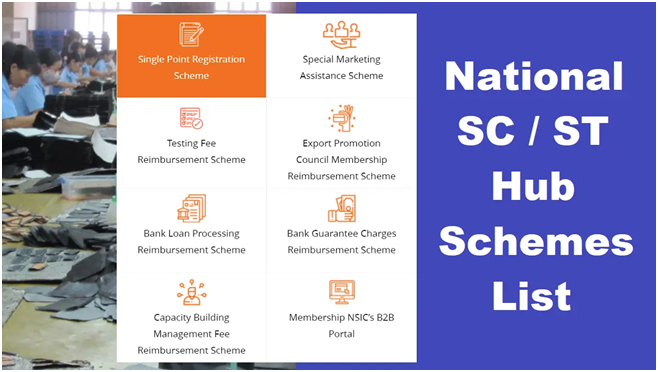 Single Point Registration
Scheme
Special Marketing
Assistance Scheme
Testing Fee
Reimbursement Scheme
Export Promotion
Council Membership
Reimbursement Scheme
Bank Loan Processing
Reimbursement Scheme
Bank Guarantee Charges
Reimbursement Scheme
Capacity Building
Management Fee
Reimbursement Scheme
Membership NSIC's B2B
Portal
National
SC / ST
Hub
Schemes
List